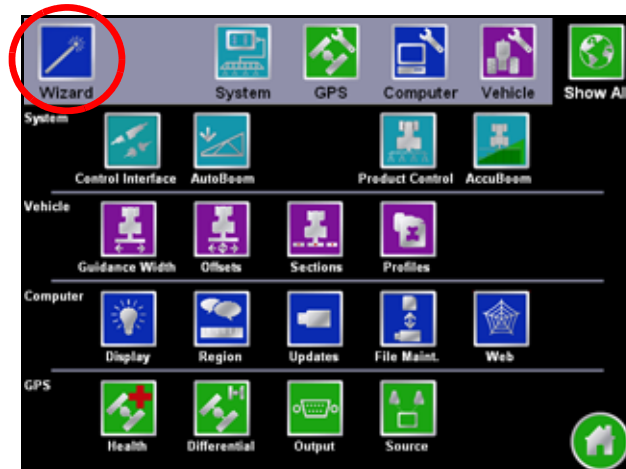 Wizard System GPS Computer Vehicle Show All
System
Control Interface AutoBoom Product Control AccuBoom
Vehicle
Guidance Width Offsets Sections Profiles
Computer
Display Region Updates File Maint. Web
GPS
Health Differential Output Source